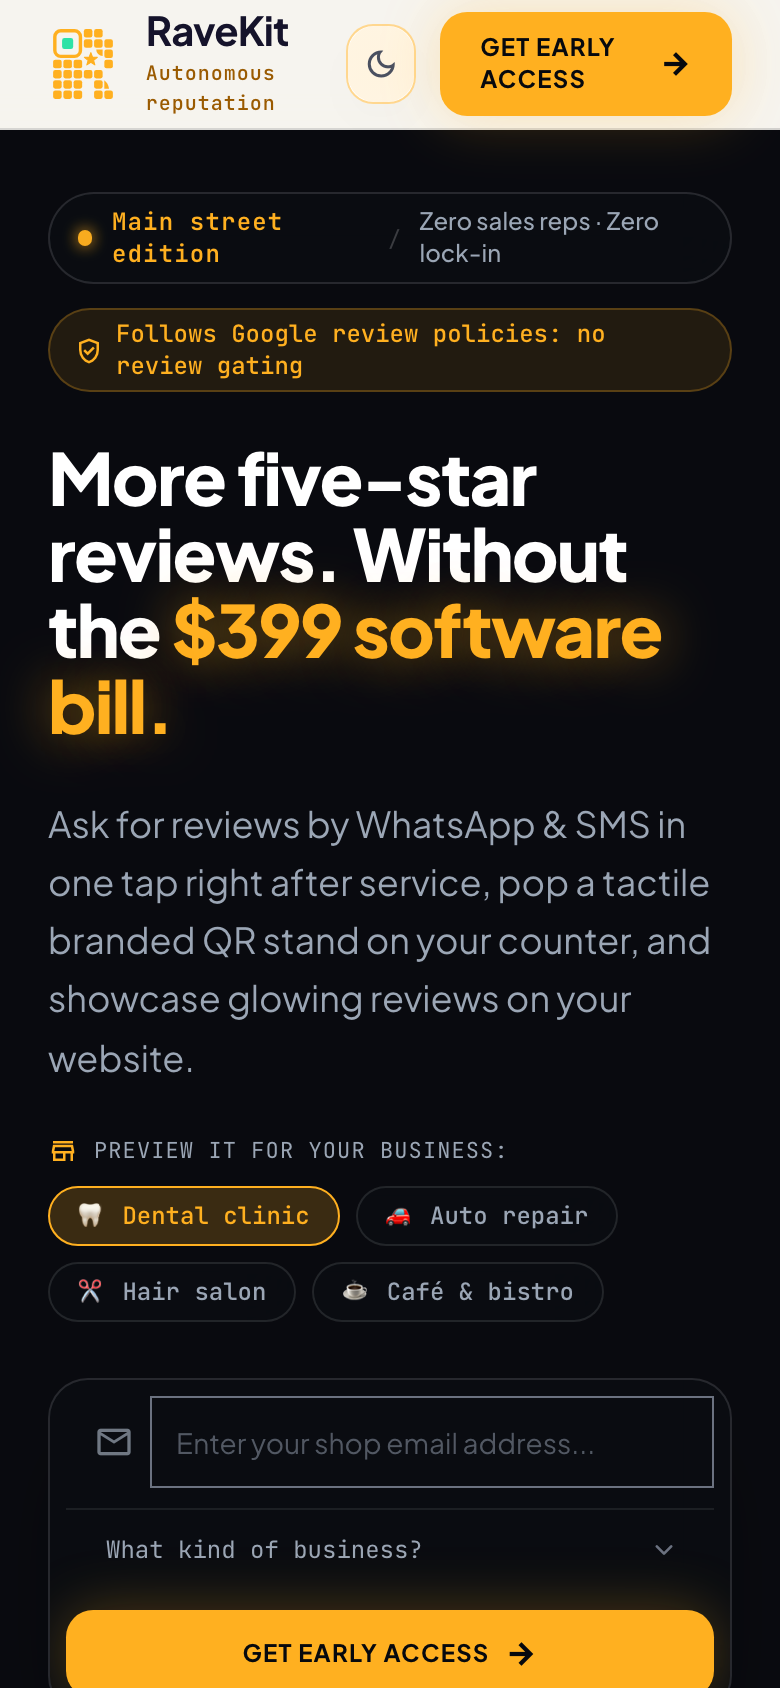 RaveKit
Autonomous
reputation
GET EARLY
ACCESS →
Main street
edition
/
Zero sales reps · Zero
lock-in
Follows Google review policies: no
review gating
More five-star
reviews. Without
the $399 software
bill.
Ask for reviews by WhatsApp & SMS in
one tap right after service, pop a tactile
branded QR stand on your counter, and
showcase glowing reviews on your
website.
PREVIEW IT FOR YOUR BUSINESS:
🦷 Dental clinic
🚗 Auto repair
✂️ Hair salon
☕ Café & bistro
Enter your shop email address...
What kind of business?
GET EARLY ACCESS →